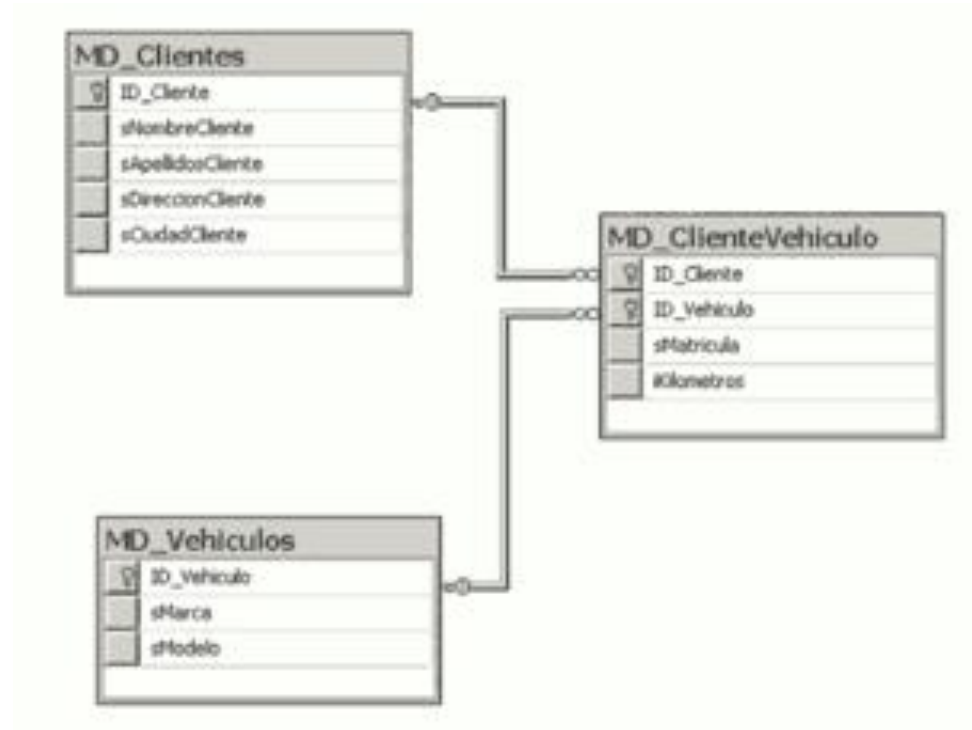 MD_Clientes
ID_Cliente
sNombreCliente
sApellidosCliente
sDireccionCliente
sCiudadCliente
MD_ClienteVehiculo
ID_Cliente
ID_Vehiculo
sMatricula
iKilometros
MD_Vehiculos
ID_Vehiculo
sMarca
sModelo